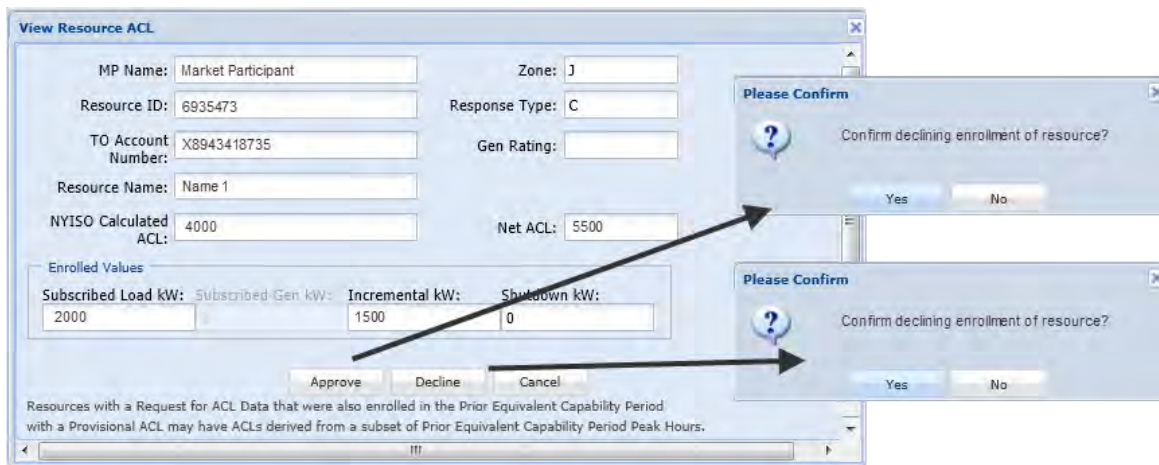 View Resource ACL
MP Name: Market Participant
Zone: J
Resource ID: 6935473
Response Type: C
TO Account Number: X8943418735
Gen Rating:
Resource Name: Name 1
NYISO Calculated ACL: 4000
Net ACL: 5500
Enrolled Values
Subscribed Load kW: Subscribed Gen kW: Incremental kW: Shutdown kW:
2000 1500 0
Approve Decline Cancel
Resources with a Request for ACL Data that were also enrolled in the Prior Equivalent Capability Period
with a Provisional ACL may have ACLs derived from a subset of Prior Equivalent Capability Period Peak Hours.
Please Confirm
Confirm declining enrollment of resource?
Yes No
Please Confirm
Confirm declining enrollment of resource?
Yes No